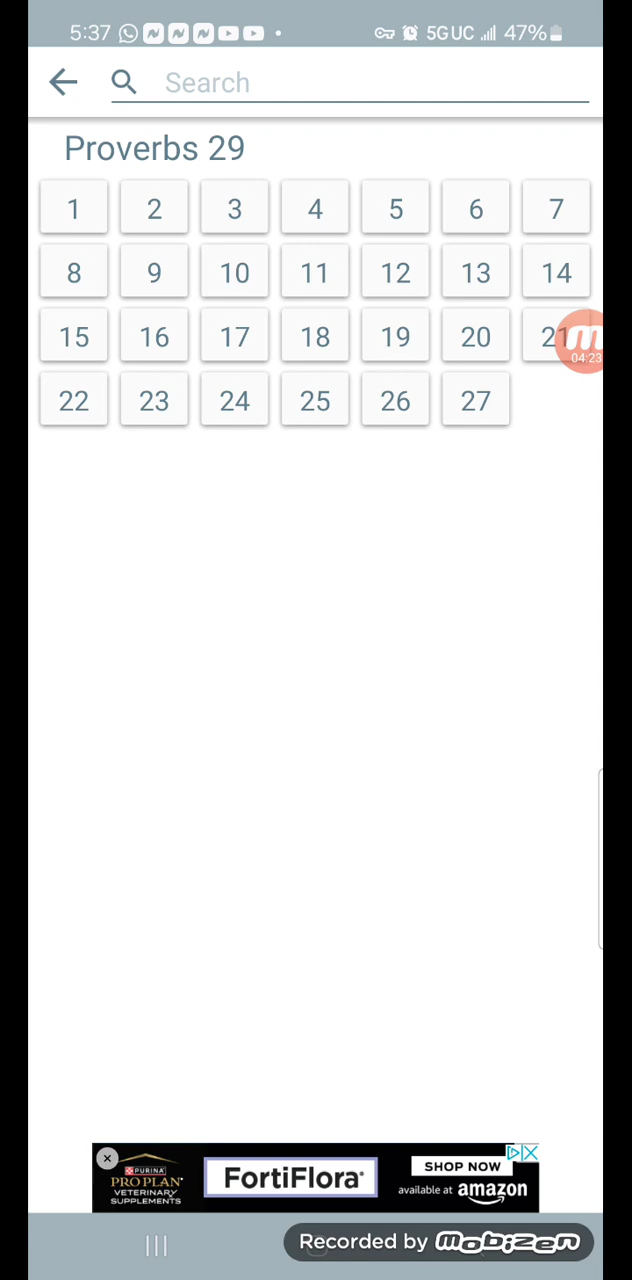 5:37 5GUC 47%
Search
Proverbs 29
1 2 3 4 5 6 7
8 9 10 11 12 13 14
15 16 17 18 19 20 21
04:23
22 23 24 25 26 27
PURINA
PRO PLAN
VETERINARY
SUPPLEMENTS
FortiFlora
SHOP NOW
available at amazon
Recorded by mobizen